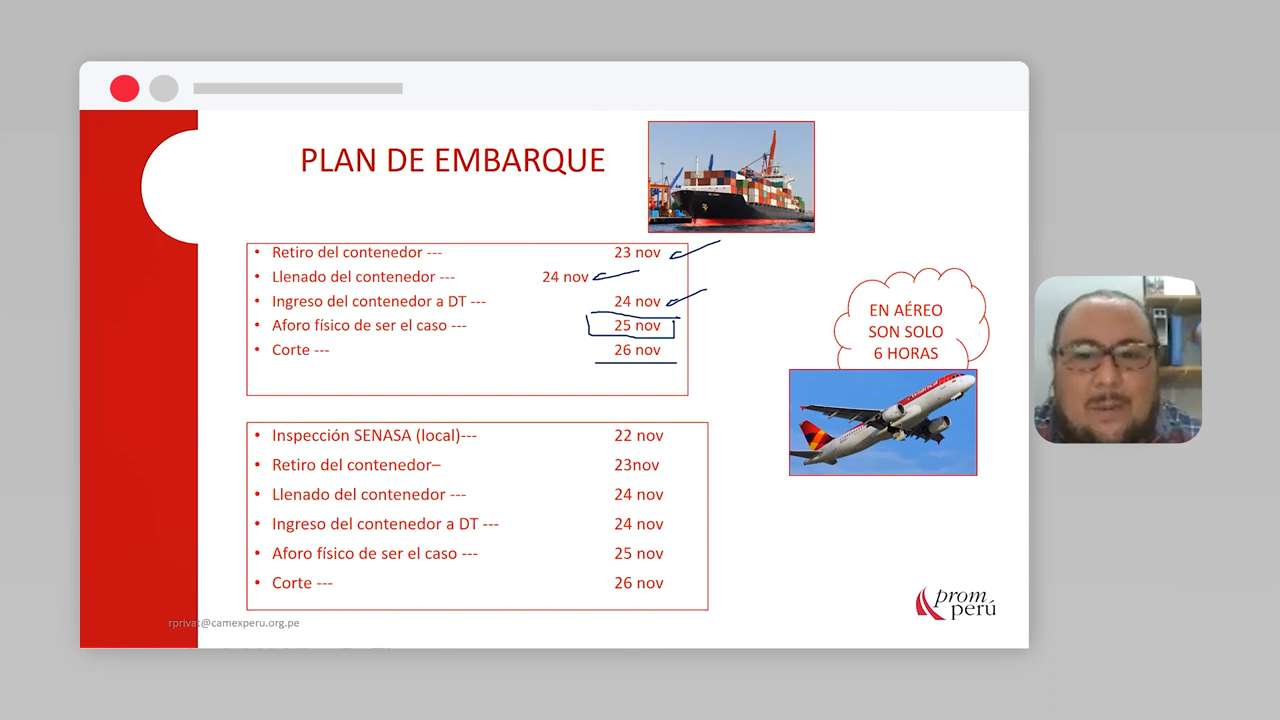 PLAN DE EMBARQUE
• Retiro del contenedor --- 23 nov
• Llenado del contenedor --- 24 nov
• Ingreso del contenedor a DT --- 24 nov
• Aforo físico de ser el caso --- 25 nov
• Corte --- 26 nov
EN AÉREO
SON SOLO
6 HORAS
• Inspección SENASA (local)--- 22 nov
• Retiro del contenedor– 23nov
• Llenado del contenedor --- 24 nov
• Ingreso del contenedor a DT --- 24 nov
• Aforo físico de ser el caso --- 25 nov
• Corte --- 26 nov
rprivat@camexperu.org.pe
prom
perú